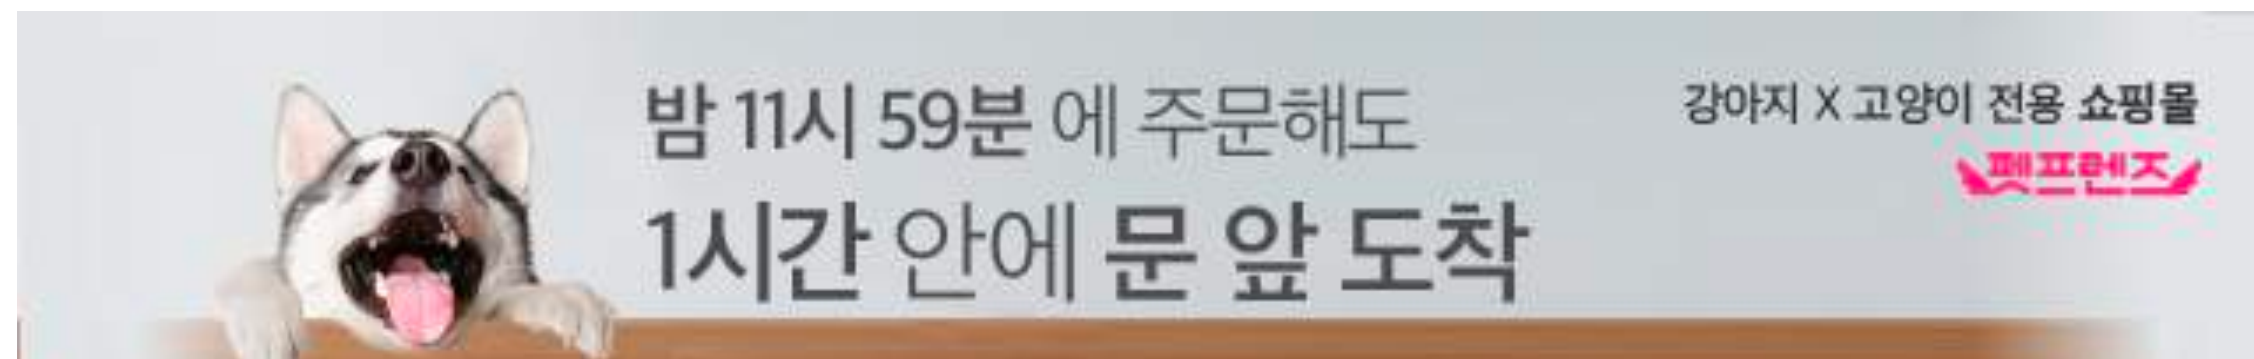 밤 11시 59분 에 주문해도
1시간 안에 문 앞 도착
강아지 X 고양이 전용 쇼핑몰
펫프렌즈